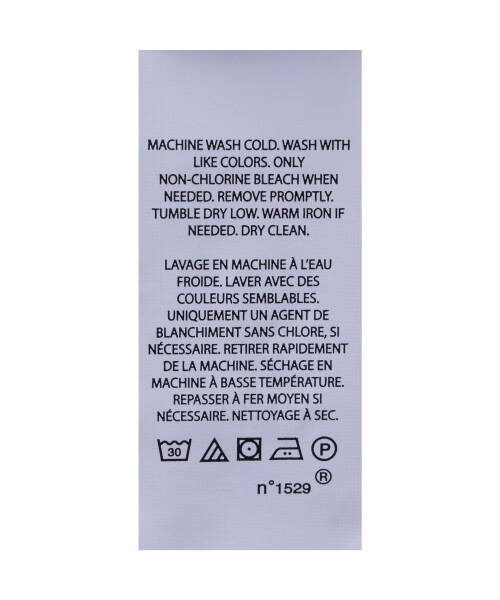 MACHINE WASH COLD. WASH WITH
LIKE COLORS. ONLY
NON-CHLORINE BLEACH WHEN
NEEDED. REMOVE PROMPTLY.
TUMBLE DRY LOW. WARM IRON IF
NEEDED. DRY CLEAN.
LAVAGE EN MACHINE À L'EAU
FROIDE. LAVER AVEC DES
COULEURS SEMBLABLES.
UNIQUEMENT UN AGENT DE
BLANCHIMENT SANS CHLORE, SI
NÉCESSAIRE. RETIRER RAPIDEMENT
DE LA MACHINE. SÉCHAGE EN
MACHINE À BASSE TEMPÉRATURE.
REPASSER À FER MOYEN SI
NÉCESSAIRE. NETTOYAGE À SEC.
30 P
n°1529 ®